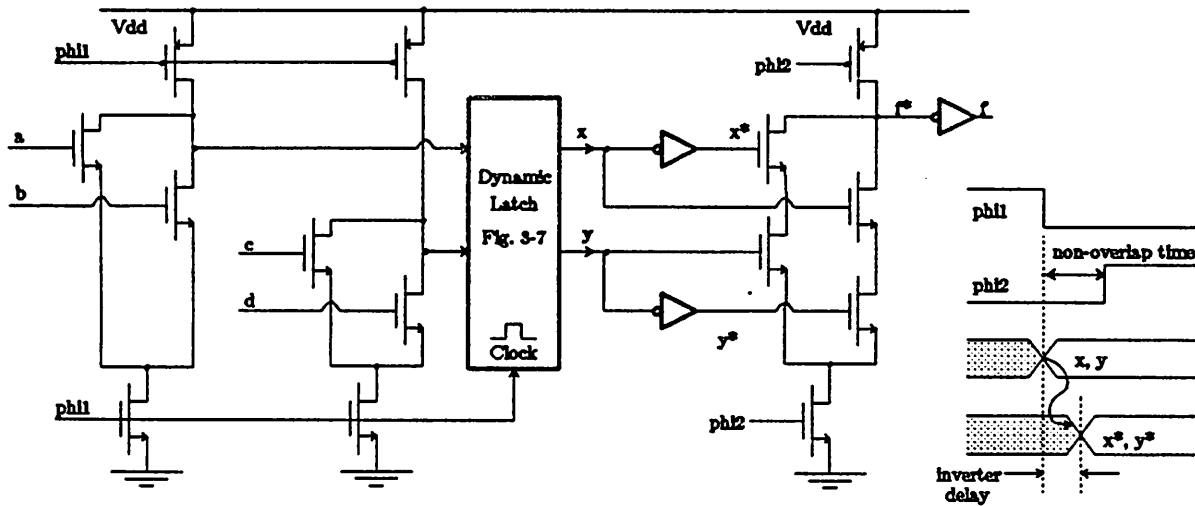 Vdd
Vdd
phi1
phi2
a
x
x*
f*
f
b
Dynamic
Latch
Fig. 3-7
phi1
non-overlap time
c
y
phi2
d
y*
Clock
x, y
phi1
phi2
x*, y*
inverter
delay